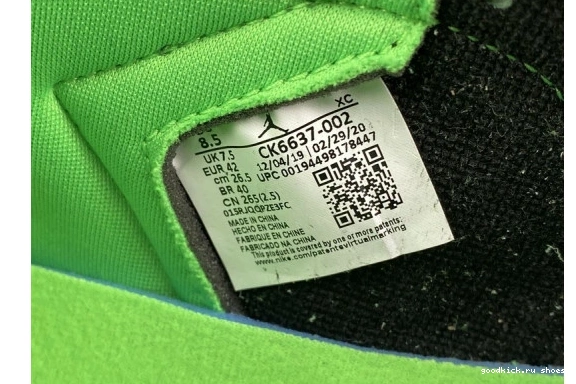 XC
8.5
UK 7.5 CK6637-002
EUR 42 12/04/19 02/29/20
cm 26.5 UPC 00194498178447
BR 40
CN 265(2.5)
MADE IN CHINA
HECHO EN CHINA
FABRIQUE EN CHINE
FABRICADO NA CHINA
This product is covered by one or more patents:
www.nike.com/patentvirtualmarking
goodkick.ru shoes